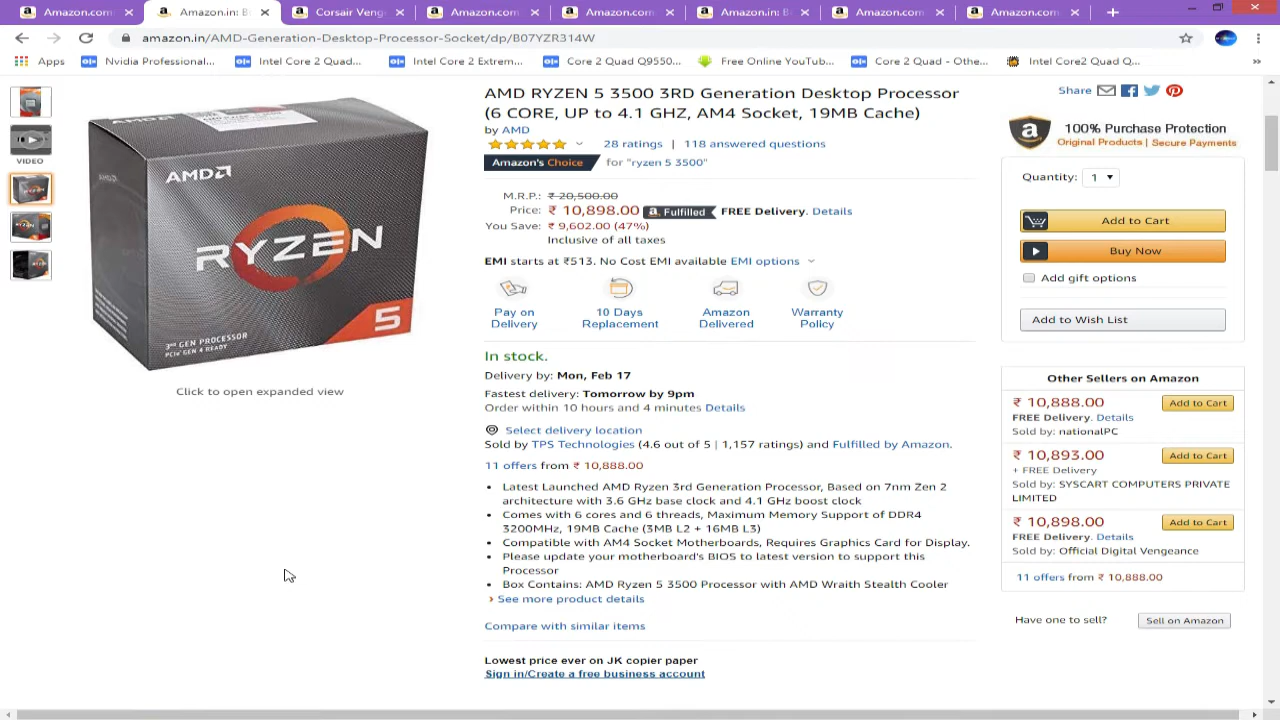 Amazon.com
Amazon.in: B
Corsair Veng
Amazon.com
Amazon.com
Amazon.in: B
Amazon.com
Amazon.com
amazon.in/AMD-Generation-Desktop-Processor-Socket/dp/B07YZR314W
Apps
Nvidia Professional...
Intel Core 2 Quad...
Intel Core 2 Extrem...
Core 2 Quad Q9550...
Free Online YouTub...
Core 2 Quad - Othe...
Intel Core2 Quad Q...
VIDEO
AMD
RYZEN
5
3RD GEN PROCESSOR
PCIe GEN 4 READY
Click to open expanded view
AMD RYZEN 5 3500 3RD Generation Desktop Processor
(6 CORE, UP to 4.1 GHZ, AM4 Socket, 19MB Cache)
by AMD
28 ratings | 118 answered questions
Amazon's Choice for "ryzen 5 3500"
M.R.P.: ₹ 20,500.00
Price: ₹ 10,898.00 a Fulfilled FREE Delivery. Details
You Save: ₹ 9,602.00 (47%)
Inclusive of all taxes
EMI starts at ₹513. No Cost EMI available EMI options
Pay on
Delivery
10 Days
Replacement
Amazon
Delivered
Warranty
Policy
In stock.
Delivery by: Mon, Feb 17
Fastest delivery: Tomorrow by 9pm
Order within 10 hours and 4 minutes Details
Select delivery location
Sold by TPS Technologies (4.6 out of 5 | 1,157 ratings) and Fulfilled by Amazon.
11 offers from ₹ 10,888.00
• Latest Launched AMD Ryzen 3rd Generation Processor, Based on 7nm Zen 2
architecture with 3.6 GHz base clock and 4.1 GHz boost clock
• Comes with 6 cores and 6 threads, Maximum Memory Support of DDR4
3200MHz, 19MB Cache (3MB L2 + 16MB L3)
• Compatible with AM4 Socket Motherboards, Requires Graphics Card for Display.
• Please update your motherboard's BIOS to latest version to support this
Processor
• Box Contains: AMD Ryzen 5 3500 Processor with AMD Wraith Stealth Cooler
› See more product details
Compare with similar items
Lowest price ever on JK copier paper
Sign in/Create a free business account
Share
100% Purchase Protection
Original Products | Secure Payments
Quantity: 1
Add to Cart
Buy Now
Add gift options
Add to Wish List
Other Sellers on Amazon
₹ 10,888.00 Add to Cart
FREE Delivery. Details
Sold by: nationalPC
₹ 10,893.00 Add to Cart
+ FREE Delivery
Sold by: SYSCART COMPUTERS PRIVATE
LIMITED
₹ 10,898.00 Add to Cart
FREE Delivery. Details
Sold by: Official Digital Vengeance
11 offers from ₹ 10,888.00
Have one to sell? Sell on Amazon